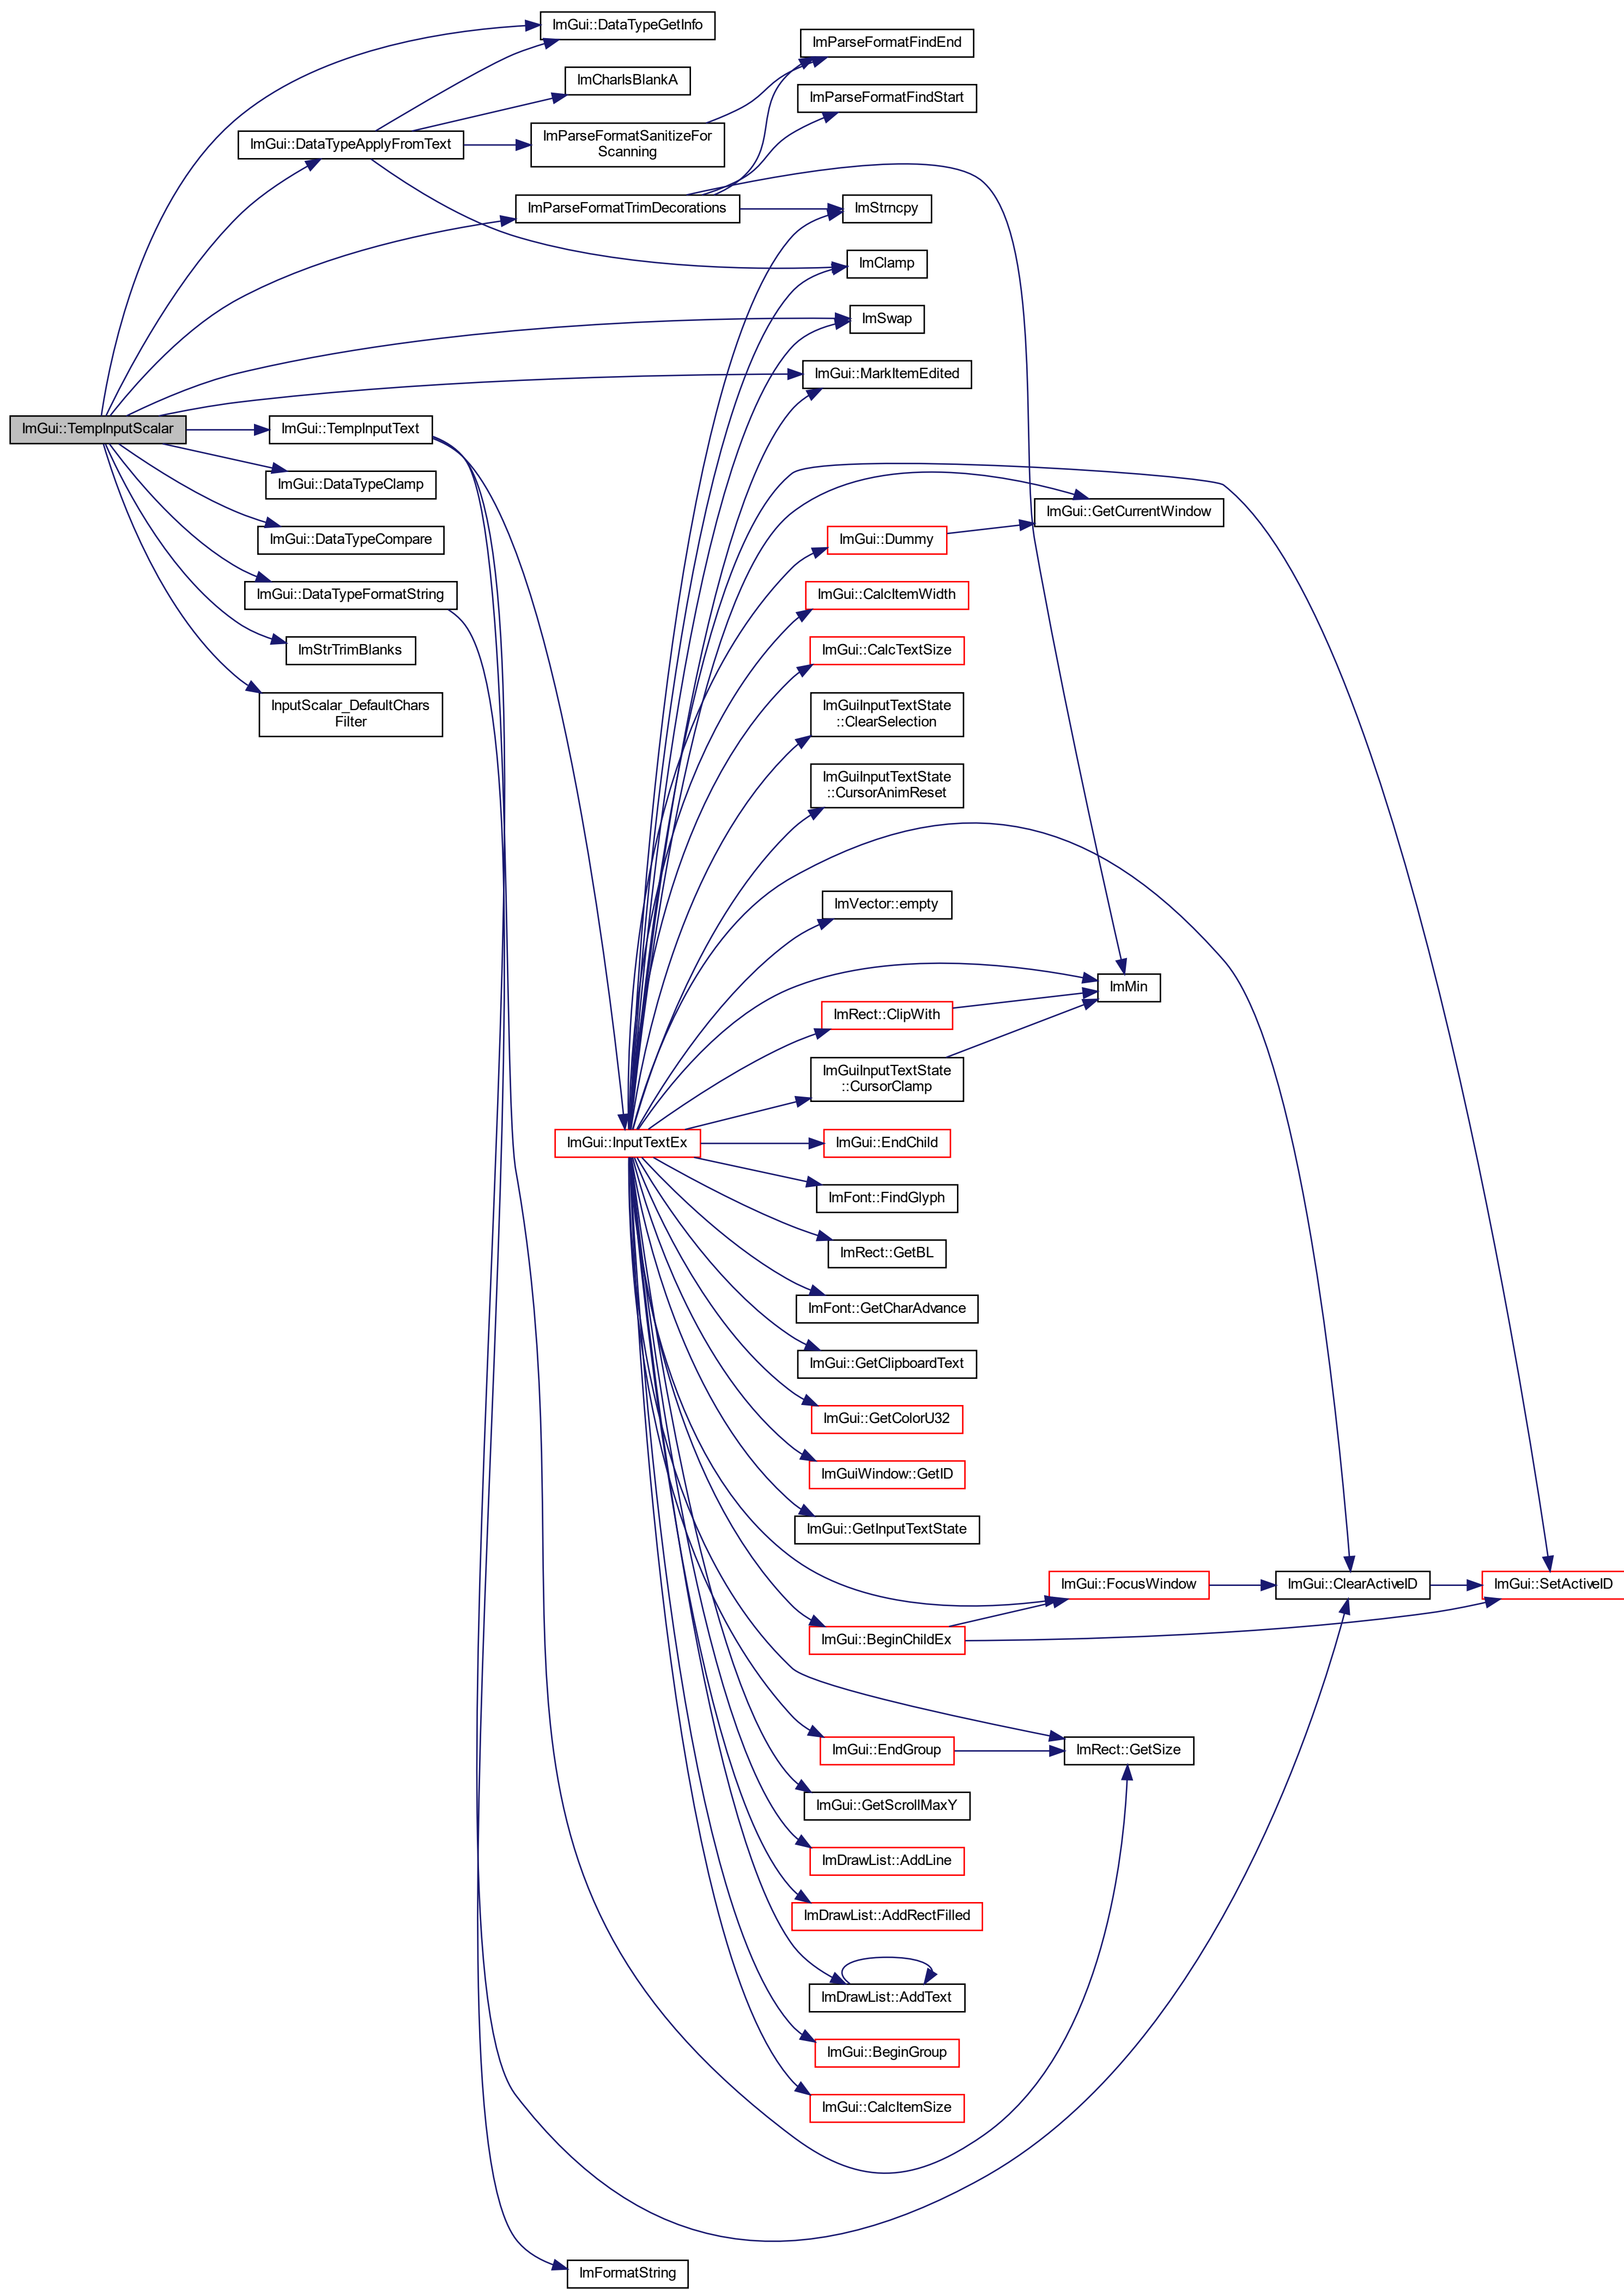 ImGui::DataTypeGetInfo
ImParseFormatFindEnd
ImCharIsBlankA
ImParseFormatFindStart
ImGui::DataTypeApplyFromText
ImParseFormatSanitizeFor
Scanning
ImParseFormatTrimDecorations
ImStrncpy
ImClamp
ImSwap
ImGui::MarkItemEdited
ImGui::TempInputScalar
ImGui::TempInputText
ImGui::DataTypeClamp
ImGui::GetCurrentWindow
ImGui::DataTypeCompare
ImGui::Dummy
ImGui::DataTypeFormatString
ImGui::CalcItemWidth
ImStrTrimBlanks
ImGui::CalcTextSize
InputScalar_DefaultChars
Filter
ImGuiInputTextState
::ClearSelection
ImGuiInputTextState
::CursorAnimReset
ImVector::empty
ImMin
ImRect::ClipWith
ImGuiInputTextState
::CursorClamp
ImGui::InputTextEx
ImGui::EndChild
ImFont::FindGlyph
ImRect::GetBL
ImFont::GetCharAdvance
ImGui::GetClipboardText
ImGui::GetColorU32
ImGuiWindow::GetID
ImGui::GetInputTextState
ImGui::FocusWindow
ImGui::ClearActiveID
ImGui::SetActiveID
ImGui::BeginChildEx
ImGui::EndGroup
ImRect::GetSize
ImGui::GetScrollMaxY
ImDrawList::AddLine
ImDrawList::AddRectFilled
ImDrawList::AddText
ImGui::BeginGroup
ImGui::CalcItemSize
ImFormatString